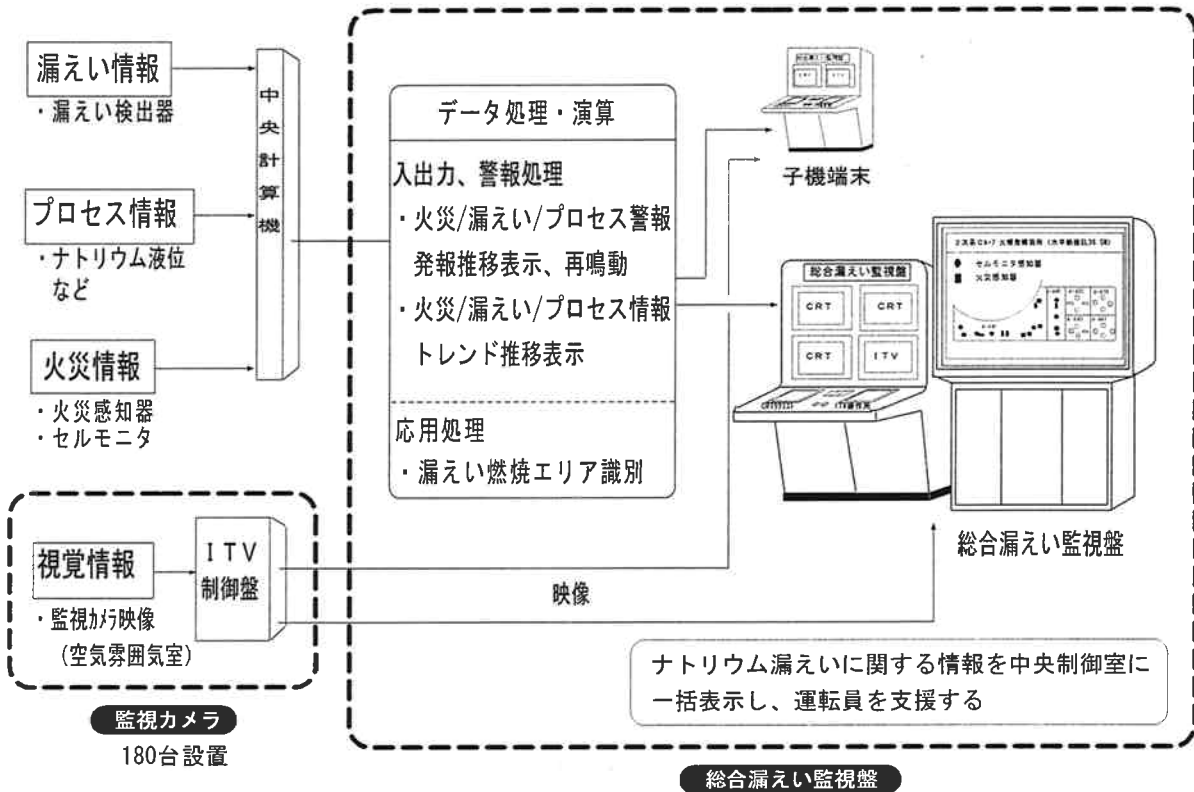 漏えい情報
・漏えい検出器
プロセス情報
・ナトリウム液位
など
火災情報
・火災感知器
・セルモニタ
中央計算機
データ処理・演算
入出力、警報処理
・火災/漏えい/プロセス警報
発報推移表示、再鳴動
・火災/漏えい/プロセス情報
トレンド推移表示
応用処理
・漏えい燃焼エリア識別
総合漏えい監視盤
CRT
ITV
子機端末
総合漏えい監視盤
CRT
CRT
CRT
ITV
セルモニタ感知器
火災感知器
総合漏えい監視盤
視覚情報
・監視カメラ映像
(空気雰囲気室)
ITV
制御盤
映像
ナトリウム漏えいに関する情報を中央制御室に
一括表示し、運転員を支援する
監視カメラ
180台設置
総合漏えい監視盤